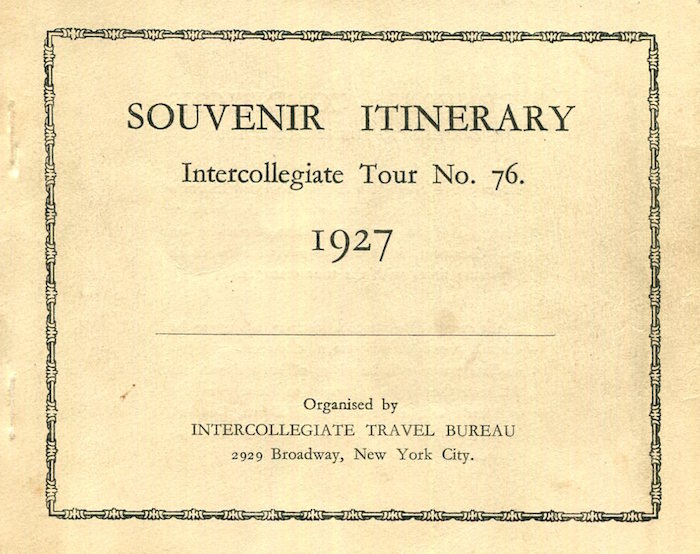 SOUVENIR ITINERARY
Intercollegiate Tour No. 76.
1927
Organised by
INTERCOLLEGIATE TRAVEL BUREAU
2929 Broadway, New York City.